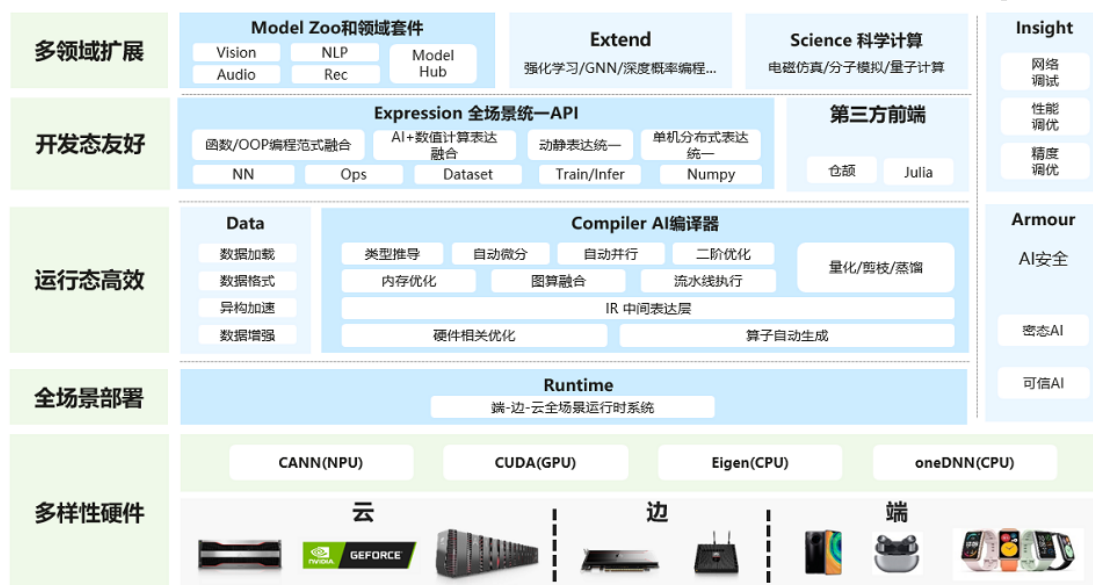 多领域扩展
Model Zoo和领域套件
Vision
NLP
Model
Hub
Audio
Rec
Extend
强化学习/GNN/深度概率编程...
Science 科学计算
电磁仿真/分子模拟/量子计算
Insight
网络
调试
性能
调优
精度
调优
开发态友好
Expression 全场景统一API
函数/OOP编程范式融合
AI+数值计算表达
融合
动静表达统一
单机分布式表达
统一
NN
Ops
Dataset
Train/Infer
Numpy
第三方前端
仓颉
Julia
运行态高效
Data
数据加载
数据格式
异构加速
数据增强
Compiler AI编译器
类型推导
自动微分
自动并行
二阶优化
量化/剪枝/蒸馏
内存优化
图算融合
流水线执行
IR 中间表达层
硬件相关优化
算子自动生成
Armour
AI安全
密态AI
可信AI
全场景部署
Runtime
端-边-云全场景运行时系统
多样性硬件
CANN(NPU)
CUDA(GPU)
Eigen(CPU)
oneDNN(CPU)
云
边
端
NVIDIA
GEFORCE